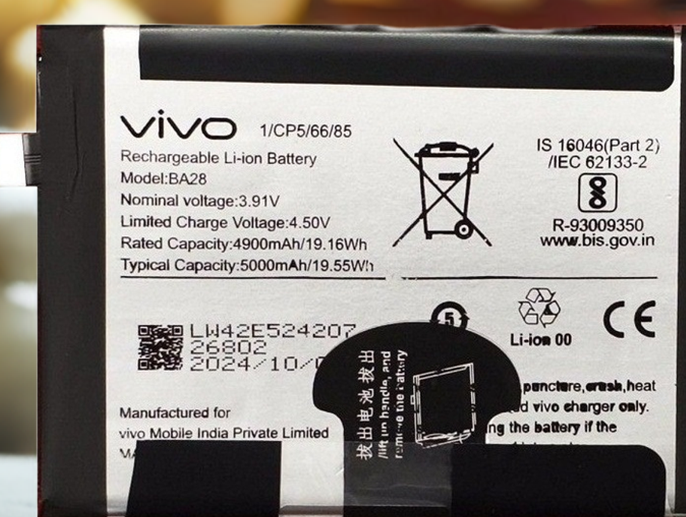 vivo 1/CP5/66/85
Rechargeable Li-ion Battery
Model:BA28
Nominal voltage:3.91V
Limited Charge Voltage:4.50V
Rated Capacity:4900mAh/19.16Wh
Typical Capacity:5000mAh/19.55Wh
IS 16046(Part 2)
/IEC 62133-2
R-93009350
www.bis.gov.in
5
Li-ion 00
CE
LW42E524207
26802
2024/10/
拔出电池 拔出
/lift up handle, and
remove the battery
puncture,crush,heat
vivo charger only.
the battery if the
Manufactured for
vivo Mobile India Private Limited